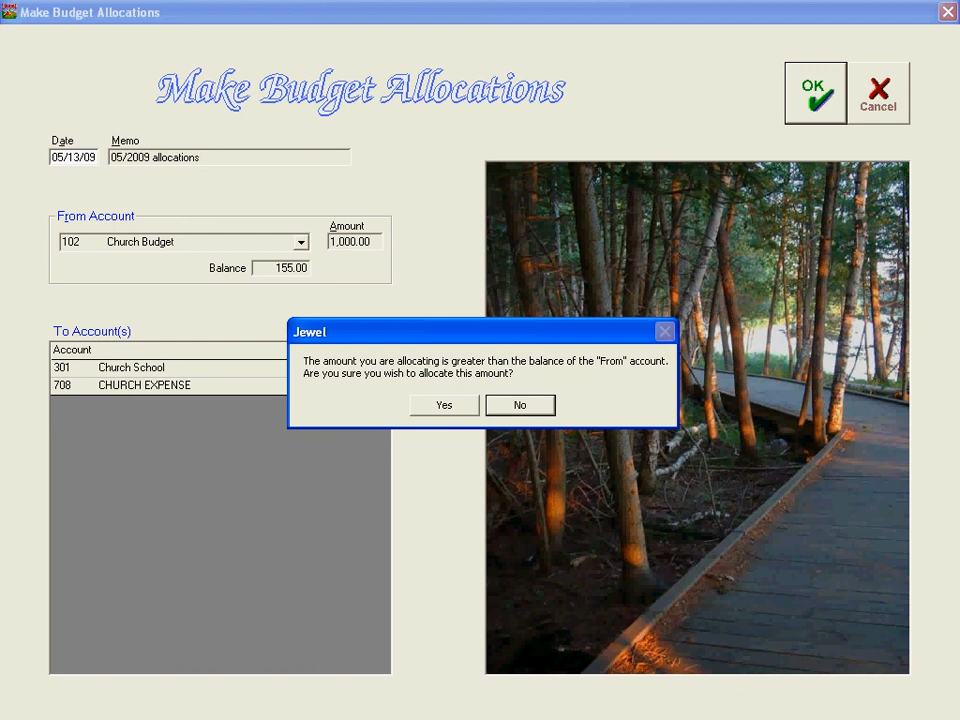 Make Budget Allocations
Make Budget Allocations
OK
Cancel
Date Memo
05/13/09 05/2009 allocations
From Account
Amount
102 Church Budget 1,000.00
Balance 155.00
To Account(s)
Account
301 Church School
708 CHURCH EXPENSE
Jewel
The amount you are allocating is greater than the balance of the "From" account.
Are you sure you wish to allocate this amount?
Yes No